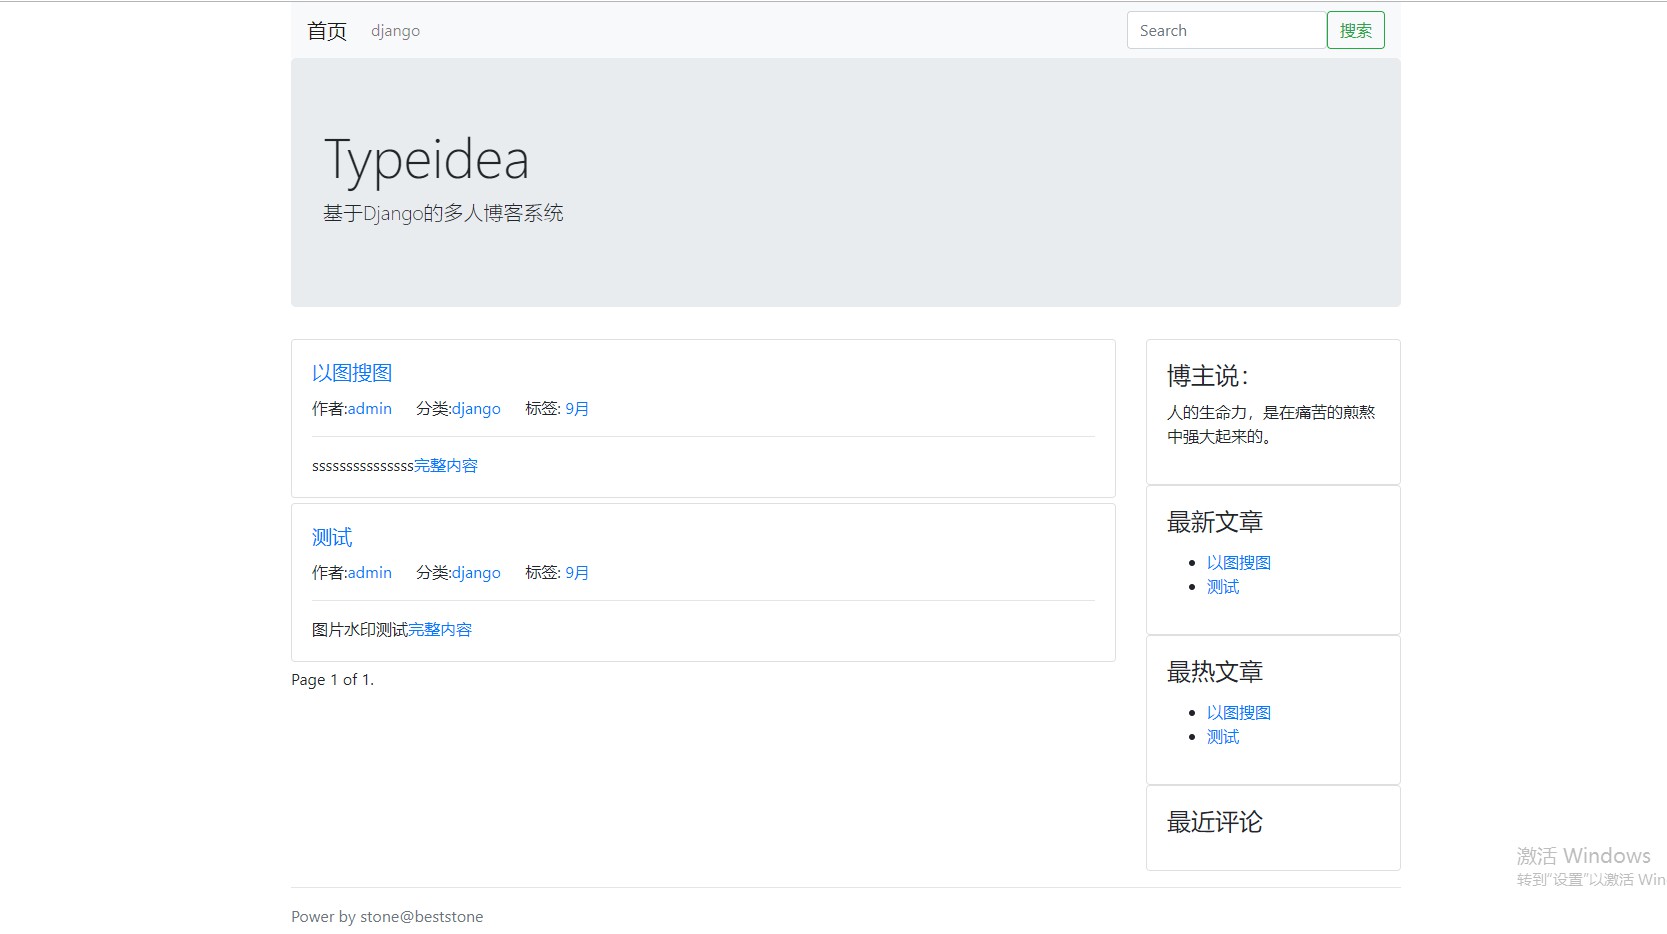 首页 django Search 搜索
Typeidea
基于Django的多人博客系统
以图搜图
作者:admin 分类:django 标签: 9月
sssssssssssssss完整内容
测试
作者:admin 分类:django 标签: 9月
图片水印测试完整内容
Page 1 of 1.
博主说：
人的生命力，是在痛苦的煎熬
中强大起来的。
最新文章
以图搜图
测试
最热文章
以图搜图
测试
最近评论
激活 Windows
转到"设置"以激活 Win
Power by stone@beststone